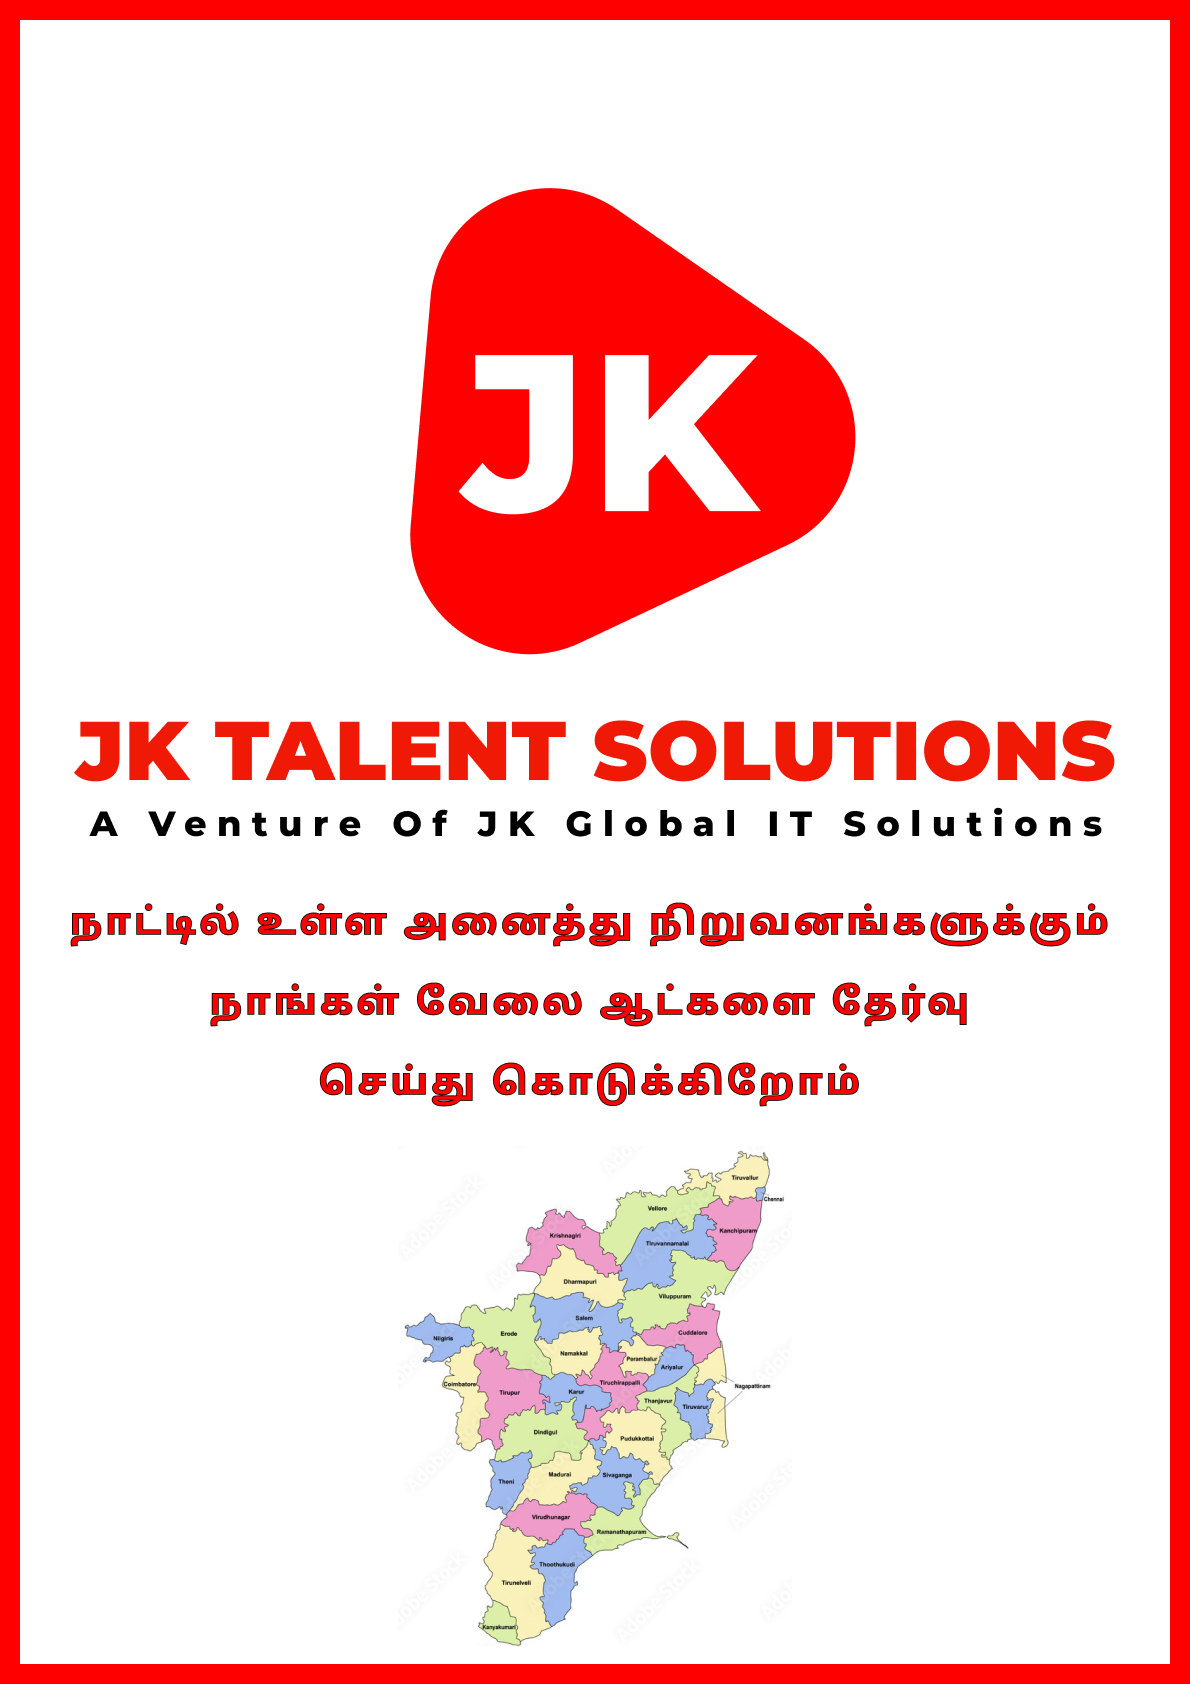 JK
JK TALENT SOLUTIONS
A Venture Of JK Global IT Solutions
நாட்டில் உள்ள அனைத்து நிறுவனங்களுக்கும்
நாங்கள் வேலை ஆட்களை தேர்வு
செய்து கொடுக்கிறோம்
Tiruvallur
Chennai
Vellore
Kanchipuram
Krishnagiri
Tiruvannamalai
Dharmapuri
Viluppuram
Salem
Cuddalore
Erode
Nilgiris
Namakkal
Perambalur
Ariyalur
Coimbatore
Tiruchirappalli
Nagapattinam
Tirupur
Karur
Thanjavur
Tiruvarur
Dindigul
Pudukkottai
Madurai
Sivaganga
Theni
Virudhunagar
Ramanathapuram
Thoothukudi
Tirunelveli
Kanyakumari
Adobe Stock